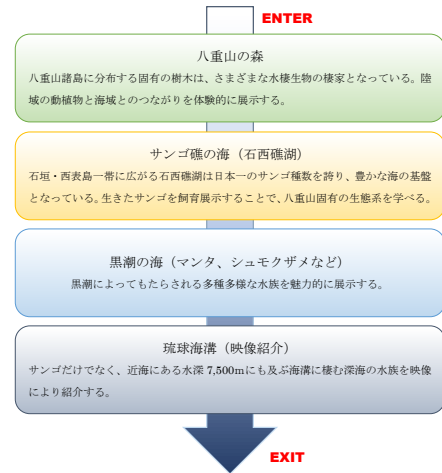 ENTER
八重山の森
八重山諸島に分布する固有の樹木は、さまざまな水棲生物の棲家となっている。陸
域の動植物と海域とのつながりを体験的に展示する。
サンゴ礁の海（石西礁湖）
石垣・西表島一帯に広がる石西礁湖は日本一のサンゴ種数を誇り、豊かな海の基盤
となっている。生きたサンゴを飼育展示することで、八重山固有の生態系を学べる。
黒潮の海（マンタ、シュモクザメなど）
黒潮によってもたらされる多種多様な水族を魅力的に展示する。
琉球海溝（映像紹介）
サンゴだけでなく、近海にある水深 7,500mにも及ぶ海溝に棲む深海の水族を映像
により紹介する。
EXIT